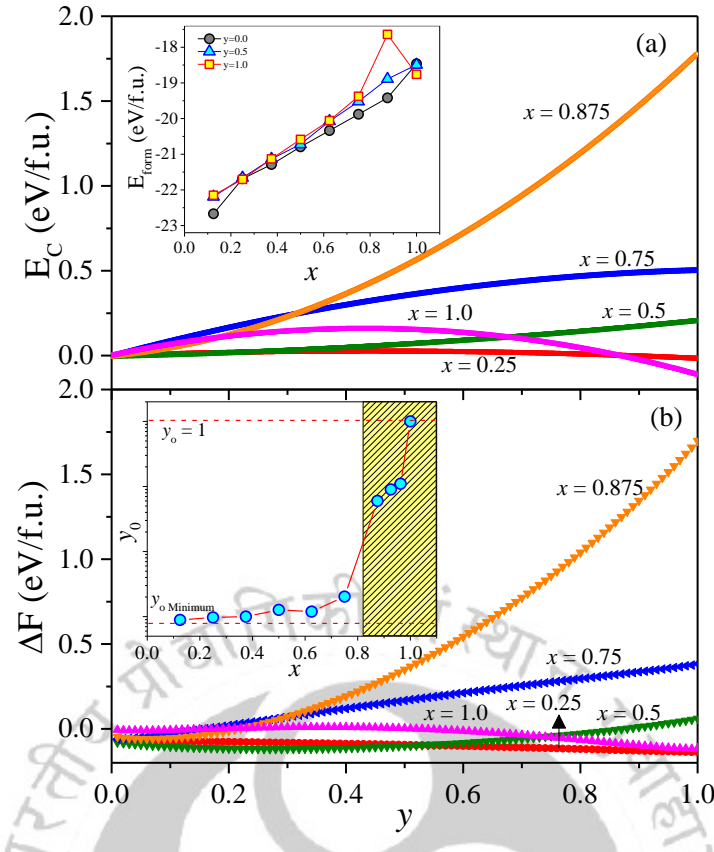 (a)
y=0.0
y=0.5
y=1.0
E_form (eV/f.u.)
-18
-19
-20
-21
-22
-23
0.0 0.2 0.4 0.6 0.8 1.0
x
E_C (eV/f.u.)
2.0
1.5
1.0
0.5
0.0
x = 0.875
x = 0.75
x = 1.0
x = 0.5
x = 0.25
(b)
y_o = 1
y_0
y_o Minimum
0.0 0.2 0.4 0.6 0.8 1.0
x
ΔF (eV/f.u.)
2.0
1.5
1.0
0.5
0.0
x = 0.875
x = 0.75
x = 0.25
x = 1.0
x = 0.5
0.0 0.2 0.4 0.6 0.8 1.0
y